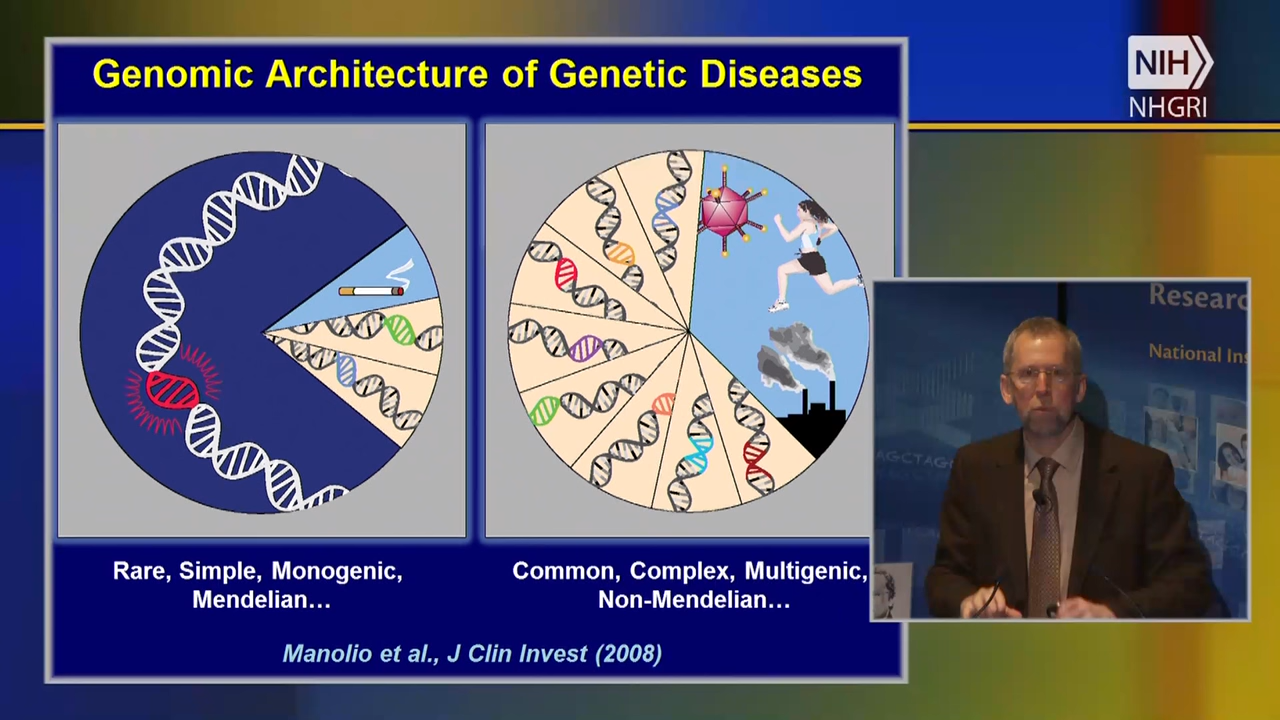 Genomic Architecture of Genetic Diseases
NIH
NHGRI
Rare, Simple, Monogenic,
Mendelian…
Common, Complex, Multigenic,
Non-Mendelian…
Manolio et al., J Clin Invest (2008)
Researc
National Ins
AGCTAG